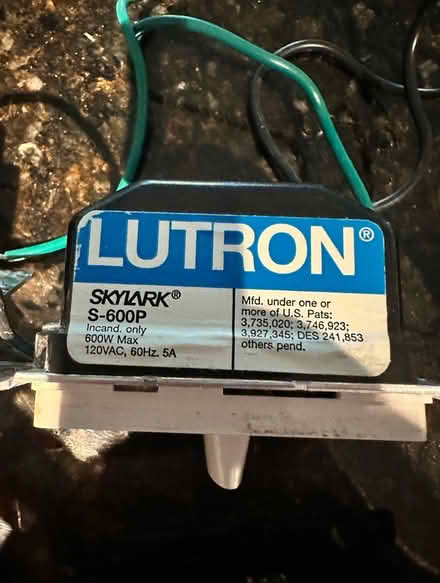 LUTRON®
SKYLARK®
S-600P
Incand. only
600W Max
120VAC, 60Hz. 5A
Mfd. under one or
more of U.S. Pats:
3,735,020; 3,746,923;
3,927,345; DES 241,853
others pend.